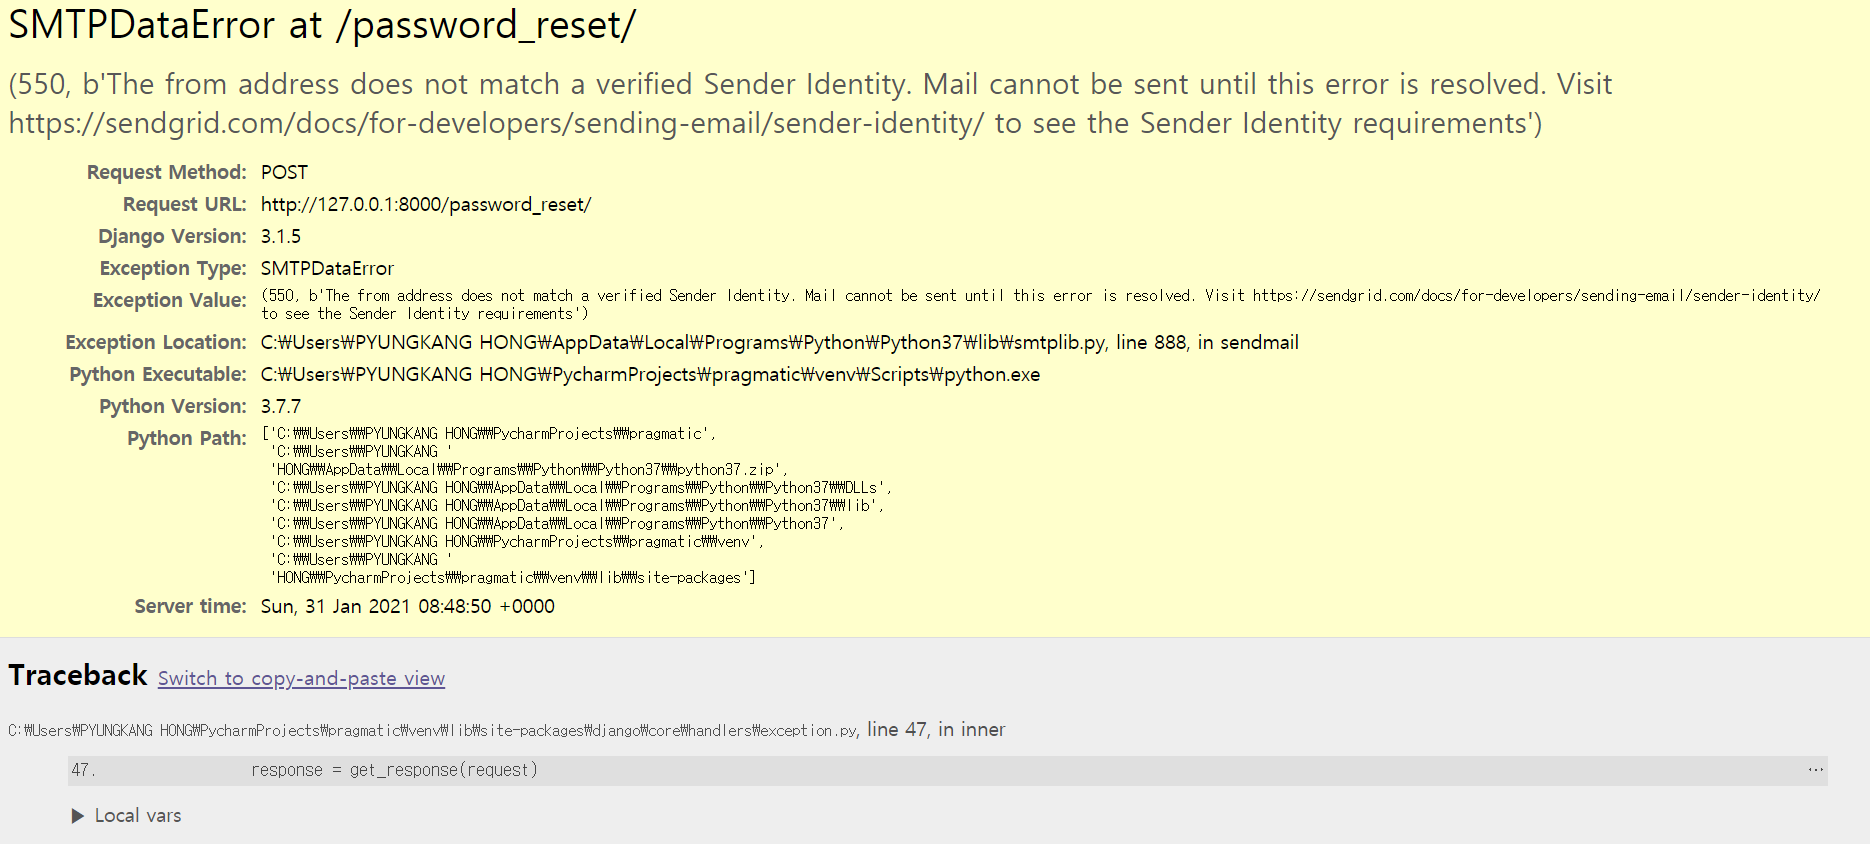 SMTPDataError at /password_reset/
(550, b'The from address does not match a verified Sender Identity. Mail cannot be sent until this error is resolved. Visit
https://sendgrid.com/docs/for-developers/sending-email/sender-identity/ to see the Sender Identity requirements')
Request Method: POST
Request URL: http://127.0.0.1:8000/password_reset/
Django Version: 3.1.5
Exception Type: SMTPDataError
Exception Value: (550, b'The from address does not match a verified Sender Identity. Mail cannot be sent until this error is resolved. Visit https://sendgrid.com/docs/for-developers/sending-email/sender-identity/
to see the Sender Identity requirements')
Exception Location: C:₩Users₩PYUNGKANG HONG₩AppData₩Local₩Programs₩Python₩Python37₩lib₩smtplib.py, line 888, in sendmail
Python Executable: C:₩Users₩PYUNGKANG HONG₩PycharmProjects₩pragmatic₩venv₩Scripts₩python.exe
Python Version: 3.7.7
Python Path: ['C:₩₩Users₩₩PYUNGKANG HONG₩₩PycharmProjects₩₩pragmatic',
'C:₩₩Users₩₩PYUNGKANG '
'HONG₩₩AppData₩₩Local₩₩Programs₩₩Python₩₩Python37₩₩python37.zip',
'C:₩₩Users₩₩PYUNGKANG HONG₩₩AppData₩₩Local₩₩Programs₩₩Python₩₩Python37₩₩DLLs',
'C:₩₩Users₩₩PYUNGKANG HONG₩₩AppData₩₩Local₩₩Programs₩₩Python₩₩Python37₩₩lib',
'C:₩₩Users₩₩PYUNGKANG HONG₩₩AppData₩₩Local₩₩Programs₩₩Python₩₩Python37',
'C:₩₩Users₩₩PYUNGKANG HONG₩₩PycharmProjects₩₩pragmatic₩₩venv',
'C:₩₩Users₩₩PYUNGKANG '
'HONG₩₩PycharmProjects₩₩pragmatic₩₩venv₩₩lib₩₩site-packages']
Server time: Sun, 31 Jan 2021 08:48:50 +0000
Traceback Switch to copy-and-paste view
C:₩Users₩PYUNGKANG HONG₩PycharmProjects₩pragmatic₩venv₩lib₩site-packages₩django₩core₩handlers₩exception.py, line 47, in inner
47. response = get_response(request) …
▶ Local vars